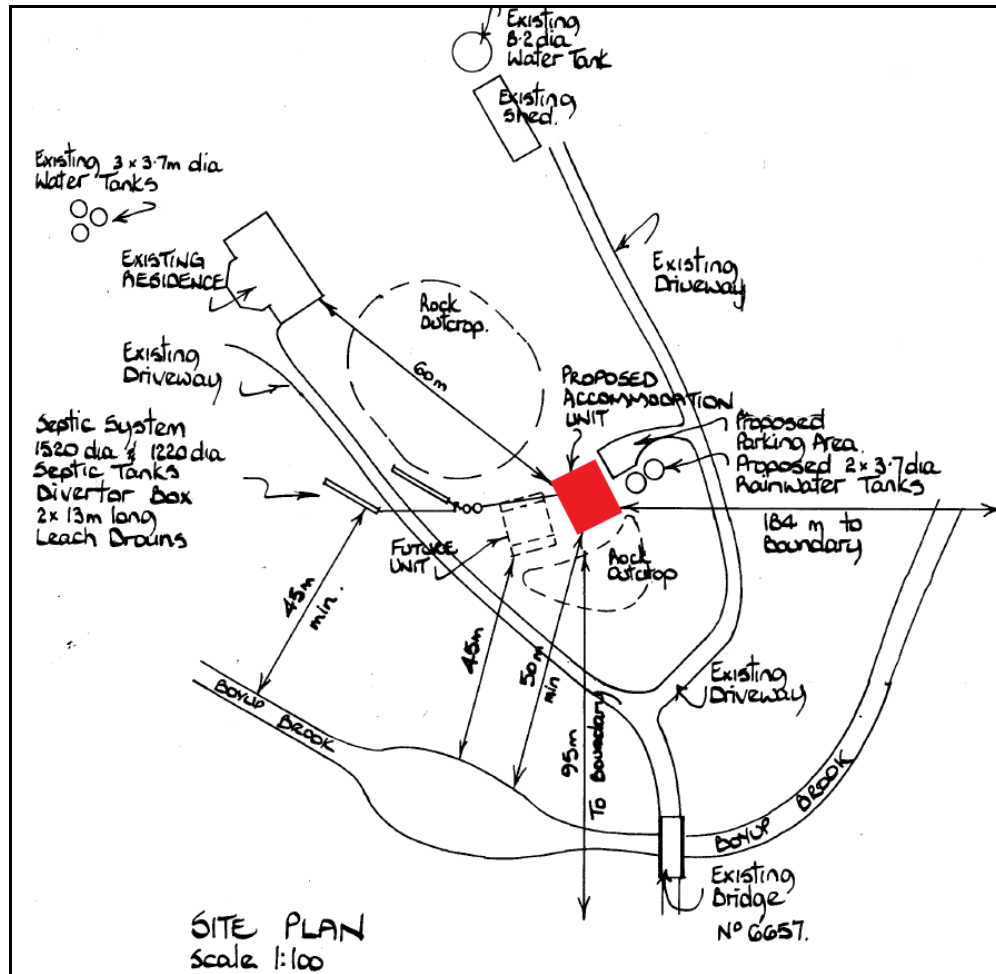 Existing
8.2 dia
Water Tank
Existing
Shed.
Existing 3 x 3.7m dia
Water Tanks
EXISTING
RESIDENCE
Rock
Outcrop.
Existing
Driveway
Existing
Driveway
60m
PROPOSED
ACCOMMODATION
UNIT
Proposed
Parking Area.
Proposed 2 x 3.7 dia
Rainwater Tanks
Septic System
1520 dia & 1220 dia
Septic Tanks
Divertor Box
2x 13m long
Leach Drains
184 m to
Boundary
FUTURE
UNIT
Rock
Outcrop
45m
min.
45m
50m
min
95m
To Boundary
Existing
Driveway
BOYUP BROOK
BOYUP BROOK
Existing
Bridge
No 6657.
SITE PLAN
Scale 1:100